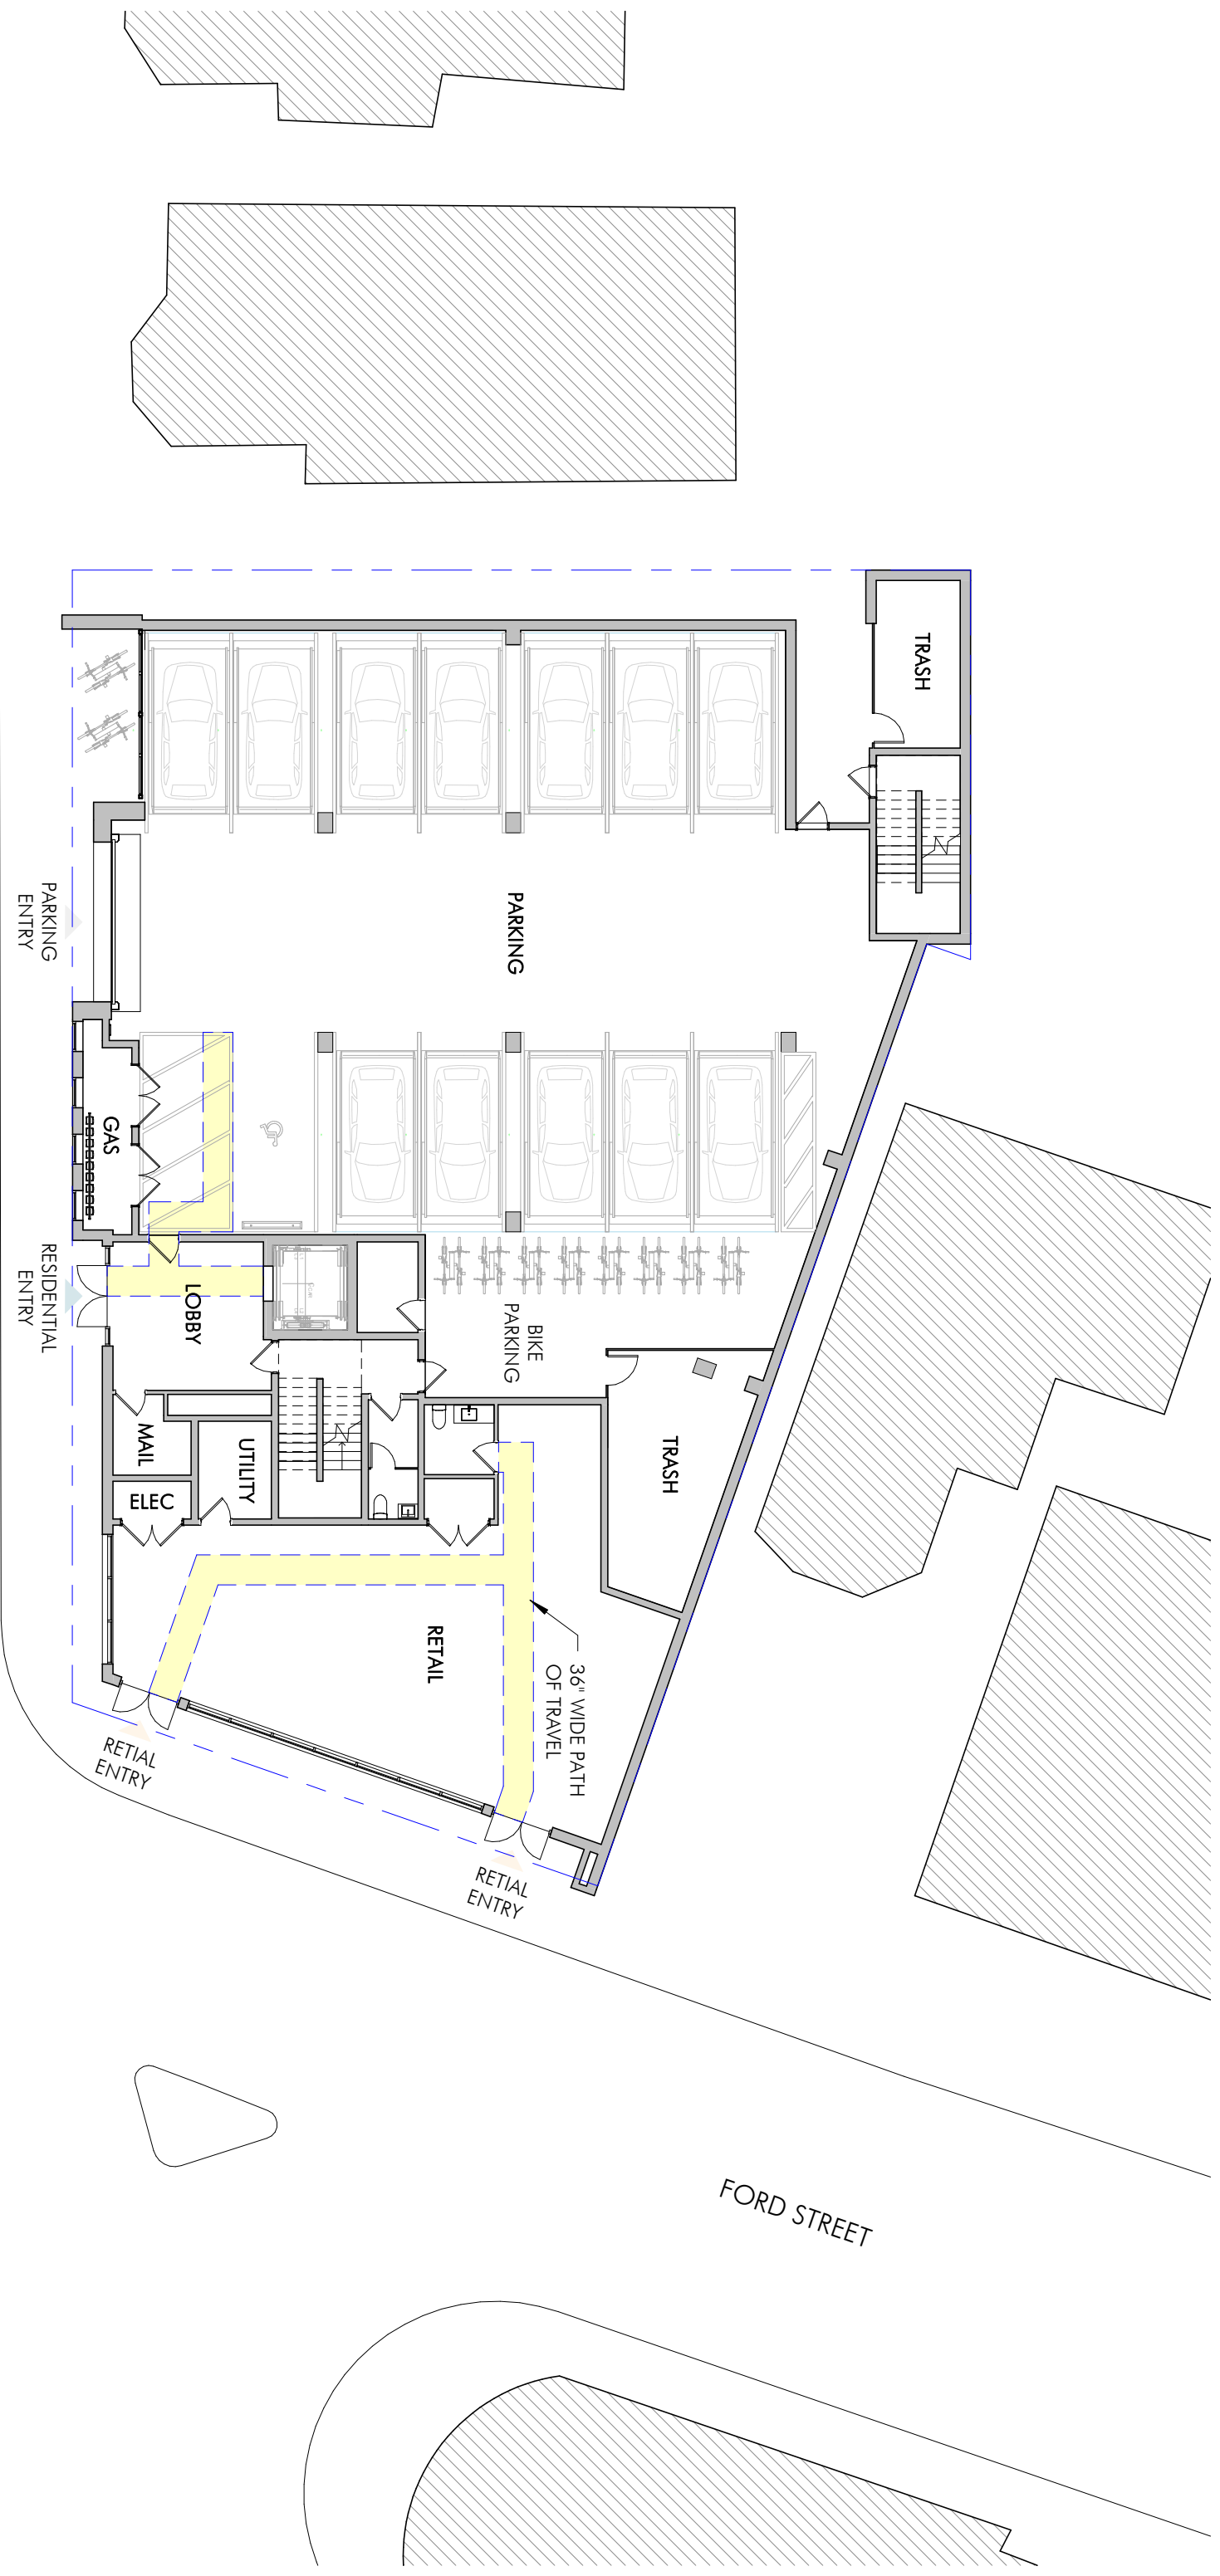 TRASH
PARKING
PARKING
ENTRY
GAS
RESIDENTIAL
ENTRY
LOBBY
BIKE
PARKING
MAIL
UTILITY
ELEC
TRASH
RETAIL
36" WIDE PATH
OF TRAVEL
RETIAL
ENTRY
RETIAL
ENTRY
FORD STREET